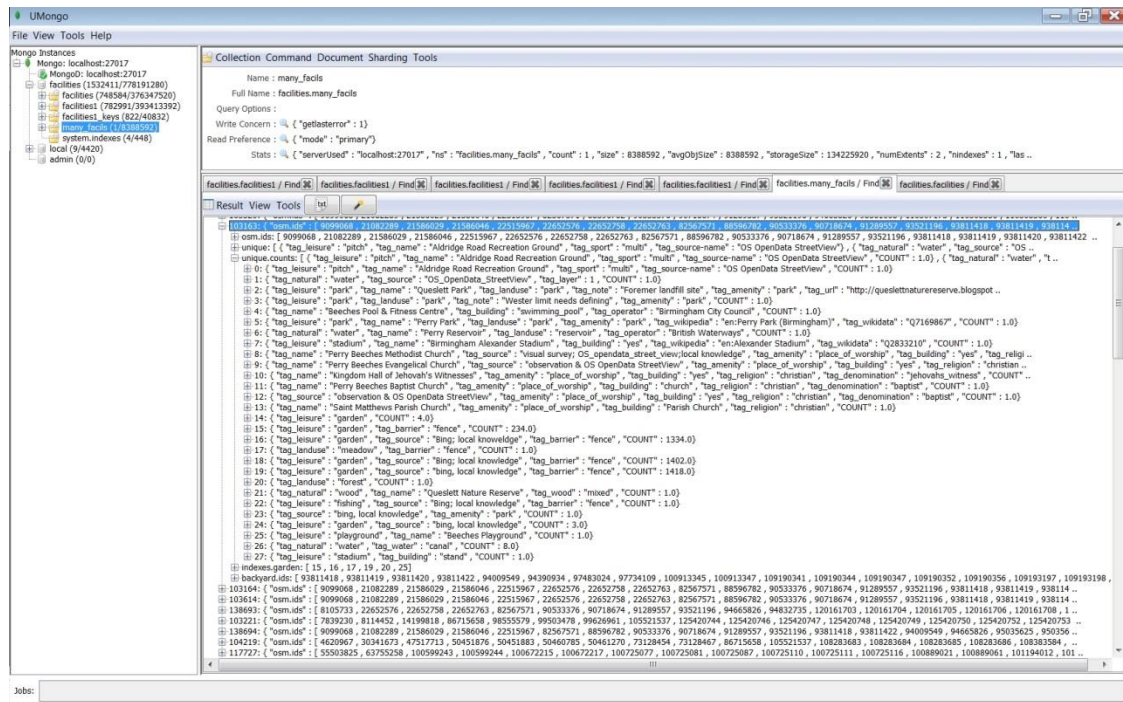 UMongo
File View Tools Help
Mongo Instances
Mongo: localhost:27017
MongoD: localhost:27017
facilities (1532411/778191280)
facilities (748584/376347520)
facilities1 (782991/393413392)
facilities1_keys (822/40832)
many_facils (1/8388592)
system.indexes (4/448)
local (9/4420)
admin (0/0)
Collection Command Document Sharding Tools
Name : many_facils
Full Name : facilities.many_facils
Query Options :
Write Concern : { "getlasterror" : 1}
Read Preference : { "mode" : "primary"}
Stats : { "serverUsed" : "localhost:27017" , "ns" : "facilities.many_facils" , "count" : 1 , "size" : 8388592 , "avgObjSize" : 8388592 , "storageSize" : 134225920 , "numExtents" : 2 , "nindexes" : 1 , "las ..
facilities.facilities1 / Find facilities.facilities1 / Find facilities.facilities1 / Find facilities.facilities1 / Find facilities.facilities1 / Find facilities.many_facils / Find facilities.facilities / Find
Result View Tools txt
103163: { "osm.ids" : [ 9099068 , 21082289 , 21586029 , 21586046 , 22515967 , 22652576 , 22652758 , 22652763 , 82567571 , 88596782 , 90533376 , 90718674 , 91289557 , 93521196 , 93811418 , 93811419 , 938114 ..
osm.ids: [ 9099068 , 21082289 , 21586029 , 21586046 , 22515967 , 22652576 , 22652758 , 22652763 , 82567571 , 88596782 , 90533376 , 90718674 , 91289557 , 93521196 , 93811418 , 93811419 , 93811420 , 93811422 ..
unique: [ { "tag_leisure" : "pitch" , "tag_name" : "Aldridge Road Recreation Ground" , "tag_sport" : "multi" , "tag_source-name" : "OS OpenData StreetView"} , { "tag_natural" : "water" , "tag_source" : "OS ..
unique.counts: [ { "tag_leisure" : "pitch" , "tag_name" : "Aldridge Road Recreation Ground" , "tag_sport" : "multi" , "tag_source-name" : "OS OpenData StreetView" , "COUNT" : 1.0} , { "tag_natural" : "water" , "t ..
0: { "tag_leisure" : "pitch" , "tag_name" : "Aldridge Road Recreation Ground" , "tag_sport" : "multi" , "tag_source-name" : "OS OpenData StreetView" , "COUNT" : 1.0}
1: { "tag_natural" : "water" , "tag_source" : "OS_OpenData_StreetView" , "tag_layer" : 1 , "COUNT" : 1.0}
2: { "tag_leisure" : "park" , "tag_name" : "Queslett Park" , "tag_landuse" : "park" , "tag_note" : "Foremer landfill site" , "tag_amenity" : "park" , "tag_url" : "http://queslettnaturereserve.blogspot ..
3: { "tag_leisure" : "park" , "tag_landuse" : "park" , "tag_note" : "Wester limit needs defining" , "tag_amenity" : "park" , "COUNT" : 1.0}
4: { "tag_name" : "Beeches Pool & Fitness Centre" , "tag_building" : "swimming_pool" , "tag_operator" : "Birmingham City Council" , "COUNT" : 1.0}
5: { "tag_leisure" : "park" , "tag_name" : "Perry Park" , "tag_landuse" : "park" , "tag_amenity" : "park" , "tag_wikipedia" : "en:Perry Park (Birmingham)" , "tag_wikidata" : "Q7169867" , "COUNT" : 1.0}
6: { "tag_natural" : "water" , "tag_name" : "Perry Reservoir" , "tag_landuse" : "reservoir" , "tag_operator" : "British Waterways" , "COUNT" : 1.0}
7: { "tag_leisure" : "stadium" , "tag_name" : "Birmingham Alexander Stadium" , "tag_building" : "yes" , "tag_wikipedia" : "en:Alexander Stadium" , "tag_wikidata" : "Q2833210" , "COUNT" : 1.0}
8: { "tag_name" : "Perry Beeches Methodist Church" , "tag_source" : "visual survey; OS_opendata_street_view;local knowledge" , "tag_amenity" : "place_of_worship" , "tag_building" : "yes" , "tag_religi ..
9: { "tag_name" : "Perry Beeches Evangelical Church" , "tag_source" : "observation & OS OpenData StreetView" , "tag_amenity" : "place_of_worship" , "tag_building" : "yes" , "tag_religion" : "christian ..
10: { "tag_name" : "Kingdom Hall of Jehovah's Witnesses" , "tag_amenity" : "place_of_worship" , "tag_building" : "yes" , "tag_religion" : "christian" , "tag_denomination" : "jehovahs_witness" , "COUNT" ..
11: { "tag_name" : "Perry Beeches Baptist Church" , "tag_amenity" : "place_of_worship" , "tag_building" : "church" , "tag_religion" : "christian" , "tag_denomination" : "baptist" , "COUNT" : 1.0}
12: { "tag_source" : "observation & OS OpenData StreetView" , "tag_amenity" : "place_of_worship" , "tag_building" : "yes" , "tag_religion" : "christian" , "tag_denomination" : "baptist" , "COUNT" : 1.0}
13: { "tag_name" : "Saint Matthews Parish Church" , "tag_amenity" : "place_of_worship" , "tag_building" : "Parish Church" , "tag_religion" : "christian" , "COUNT" : 1.0}
14: { "tag_leisure" : "garden" , "COUNT" : 4.0}
15: { "tag_leisure" : "garden" , "tag_barrier" : "fence" , "COUNT" : 234.0}
16: { "tag_leisure" : "garden" , "tag_source" : "Bing; local knoweldge" , "tag_barrier" : "fence" , "COUNT" : 1334.0}
17: { "tag_landuse" : "meadow" , "tag_barrier" : "fence" , "COUNT" : 1.0}
18: { "tag_leisure" : "garden" , "tag_source" : "Bing; local knowledge" , "tag_barrier" : "fence" , "COUNT" : 1402.0}
19: { "tag_leisure" : "garden" , "tag_source" : "bing, local knowledge" , "tag_barrier" : "fence" , "COUNT" : 1418.0}
20: { "tag_landuse" : "forest" , "COUNT" : 1.0}
21: { "tag_natural" : "wood" , "tag_name" : "Queslett Nature Reserve" , "tag_wood" : "mixed" , "COUNT" : 1.0}
22: { "tag_leisure" : "fishing" , "tag_source" : "Bing; local knowledge" , "tag_barrier" : "fence" , "COUNT" : 1.0}
23: { "tag_source" : "bing, local knowledge" , "tag_amenity" : "park" , "COUNT" : 1.0}
24: { "tag_leisure" : "garden" , "tag_source" : "bing, local knowledge" , "COUNT" : 3.0}
25: { "tag_leisure" : "playground" , "tag_name" : "Beeches Playground" , "COUNT" : 1.0}
26: { "tag_natural" : "water" , "tag_water" : "canal" , "COUNT" : 8.0}
27: { "tag_leisure" : "stadium" , "tag_building" : "stand" , "COUNT" : 1.0}
indexes.garden: [ 15 , 16 , 17 , 19 , 20 , 25]
backyard.ids: [ 93811418 , 93811419 , 93811420 , 93811422 , 94009549 , 94390934 , 97483024 , 97734109 , 100913345 , 100913347 , 109190341 , 109190344 , 109190347 , 109190352 , 109190356 , 109193197 , 109193198 ,
103164: { "osm.ids" : [ 9099068 , 21082289 , 21586029 , 21586046 , 22515967 , 22652576 , 22652758 , 22652763 , 82567571 , 88596782 , 90533376 , 90718674 , 91289557 , 93521196 , 93811418 , 93811419 , 938114 ..
103614: { "osm.ids" : [ 9099068 , 21082289 , 21586029 , 21586046 , 22515967 , 22652576 , 22652758 , 22652763 , 82567571 , 88596782 , 90533376 , 90718674 , 91289557 , 93521196 , 93811418 , 93811419 , 938114 ..
138693: { "osm.ids" : [ 8105733 , 22652576 , 22652758 , 22652763 , 82567571 , 90533376 , 90718674 , 91289557 , 93521196 , 94665826 , 94832735 , 120161703 , 120161704 , 120161705 , 120161706 , 120161708 , 1 ..
103221: { "osm.ids" : [ 7839230 , 8114452 , 14199818 , 86715658 , 98555579 , 99503478 , 99626961 , 105521537 , 125420744 , 125420746 , 125420747 , 125420748 , 125420749 , 125420750 , 125420752 , 125420753 ..
138694: { "osm.ids" : [ 9099068 , 21082289 , 21586029 , 21586046 , 22515967 , 82567571 , 88596782 , 90533376 , 90718674 , 91289557 , 93521196 , 93811418 , 93811422 , 94009549 , 94665826 , 95035625 , 950356 ..
104219: { "osm.ids" : [ 4620967 , 30341673 , 47517713 , 50451876 , 50451883 , 50460785 , 50461270 , 73128454 , 73128467 , 86715658 , 105521537 , 108283683 , 108283684 , 108283685 , 108283686 , 108383584 , ..
117727: { "osm.ids" : [ 55503825 , 63755258 , 100599243 , 100599244 , 100672215 , 100672217 , 100725077 , 100725081 , 100725087 , 100725110 , 100725111 , 100725116 , 100889021 , 100889061 , 101194012 , 101 ..
Jobs: